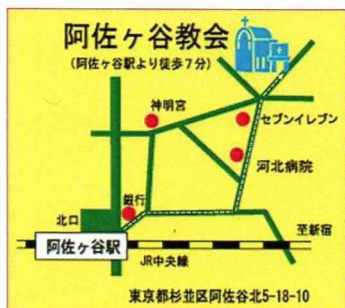 阿佐ヶ谷教会
(阿佐ヶ谷駅より徒歩7分)
神明宮
セブンイレブン
河北病院
銀行
北口
至新宿
阿佐ヶ谷駅
JR中央線
東京都杉並区阿佐谷北5-18-10